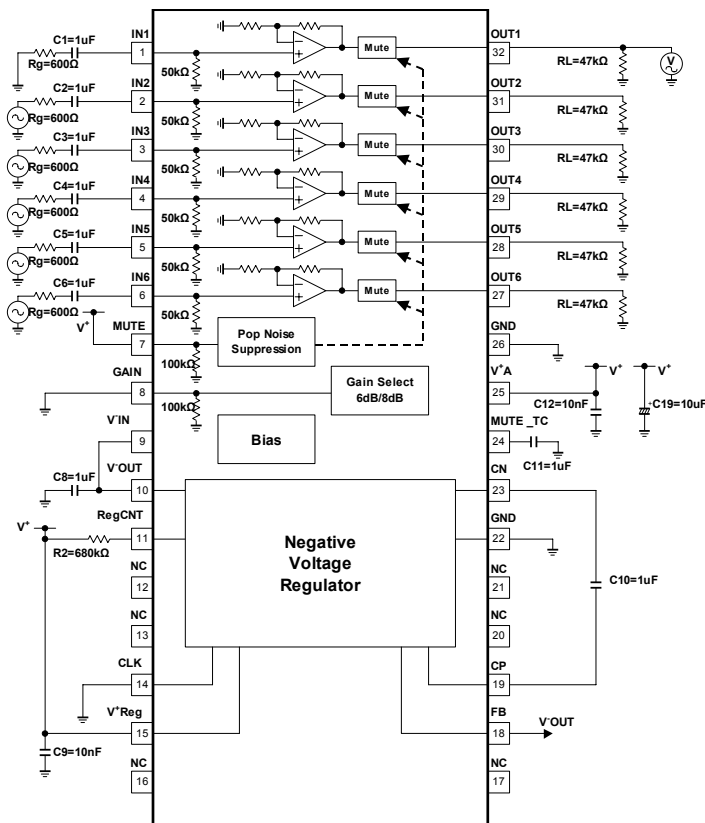 C1=1uF
Rg=600Ω
IN1
1
50kΩ
Mute
OUT1
32
RL=47kΩ
V
C2=1uF
Rg=600Ω
IN2
2
50kΩ
Mute
OUT2
31
RL=47kΩ
C3=1uF
Rg=600Ω
IN3
3
50kΩ
Mute
OUT3
30
RL=47kΩ
C4=1uF
Rg=600Ω
IN4
4
50kΩ
Mute
OUT4
29
RL=47kΩ
C5=1uF
Rg=600Ω
IN5
5
50kΩ
Mute
OUT5
28
RL=47kΩ
C6=1uF
Rg=600Ω
IN6
6
50kΩ
Mute
OUT6
27
RL=47kΩ
V+
MUTE
7
100kΩ
Pop Noise
Suppression
GND
26
GAIN
8
100kΩ
Gain Select
6dB/8dB
V+A
25
V+
V+
C12=10nF
+C19=10uF
V-IN
9
Bias
MUTE _TC
24
C11=1uF
V-OUT
10
C8=1uF
CN
23
V+
RegCNT
11
R2=680kΩ
Negative
Voltage
Regulator
GND
22
NC
12
NC
21
C10=1uF
NC
13
NC
20
CLK
14
CP
19
V+Reg
15
C9=10nF
FB
18
V-OUT
NC
16
NC
17